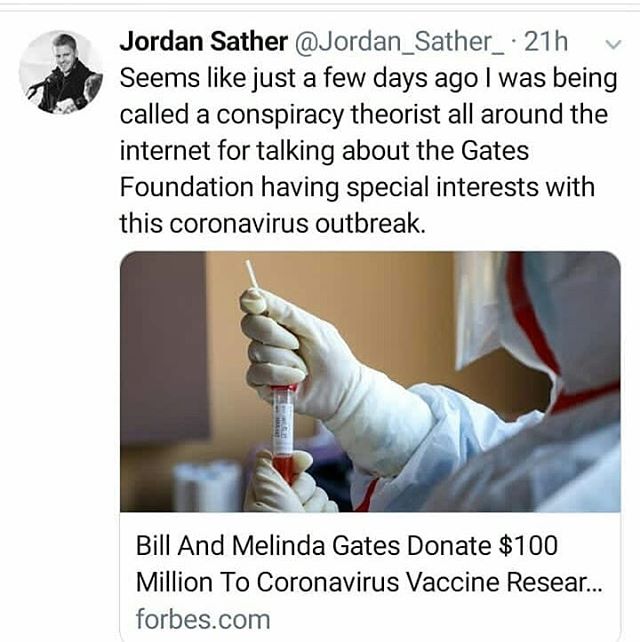 Jordan Sather @Jordan_Sather_ · 21h
Seems like just a few days ago I was being
called a conspiracy theorist all around the
internet for talking about the Gates
Foundation having special interests with
this coronavirus outbreak.
Bill And Melinda Gates Donate $100
Million To Coronavirus Vaccine Resear...
forbes.com